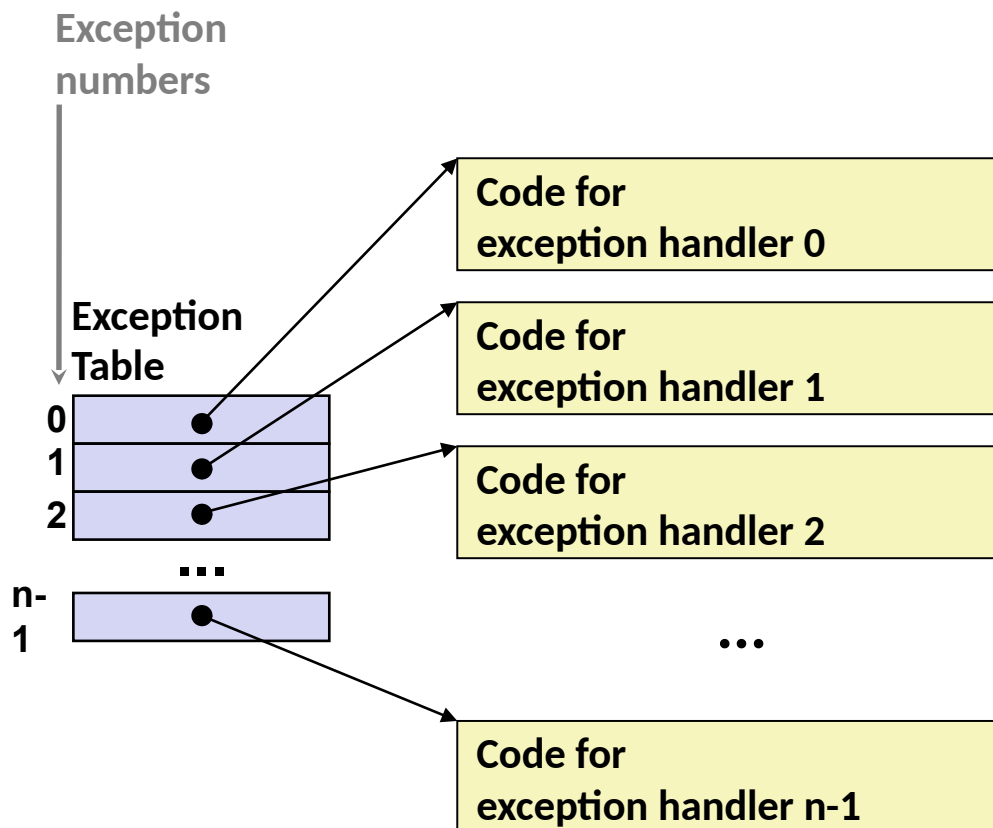 Exception
numbers
Code for
exception handler 0
Exception
Table
Code for
exception handler 1
0
1
2
Code for
exception handler 2
...
n-
1
...
Code for
exception handler n-1